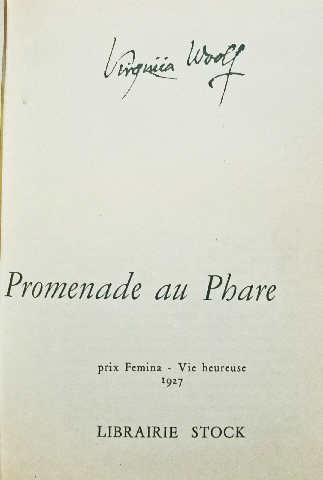 Virginia Woolf
Promenade au Phare
prix Femina - Vie heureuse
1927
LIBRAIRIE STOCK